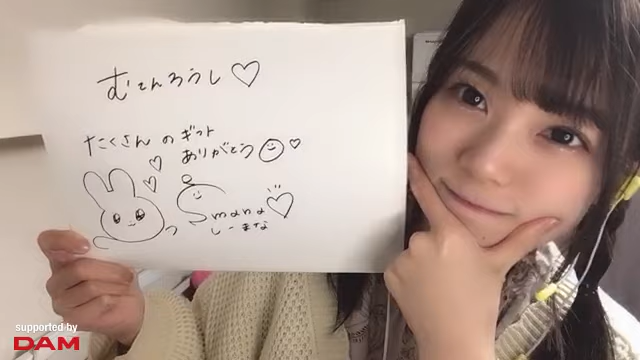 むてんろうし♡
たくさんの ギフト
ありがとう
Smana♡
しーまな
supported by
DAM